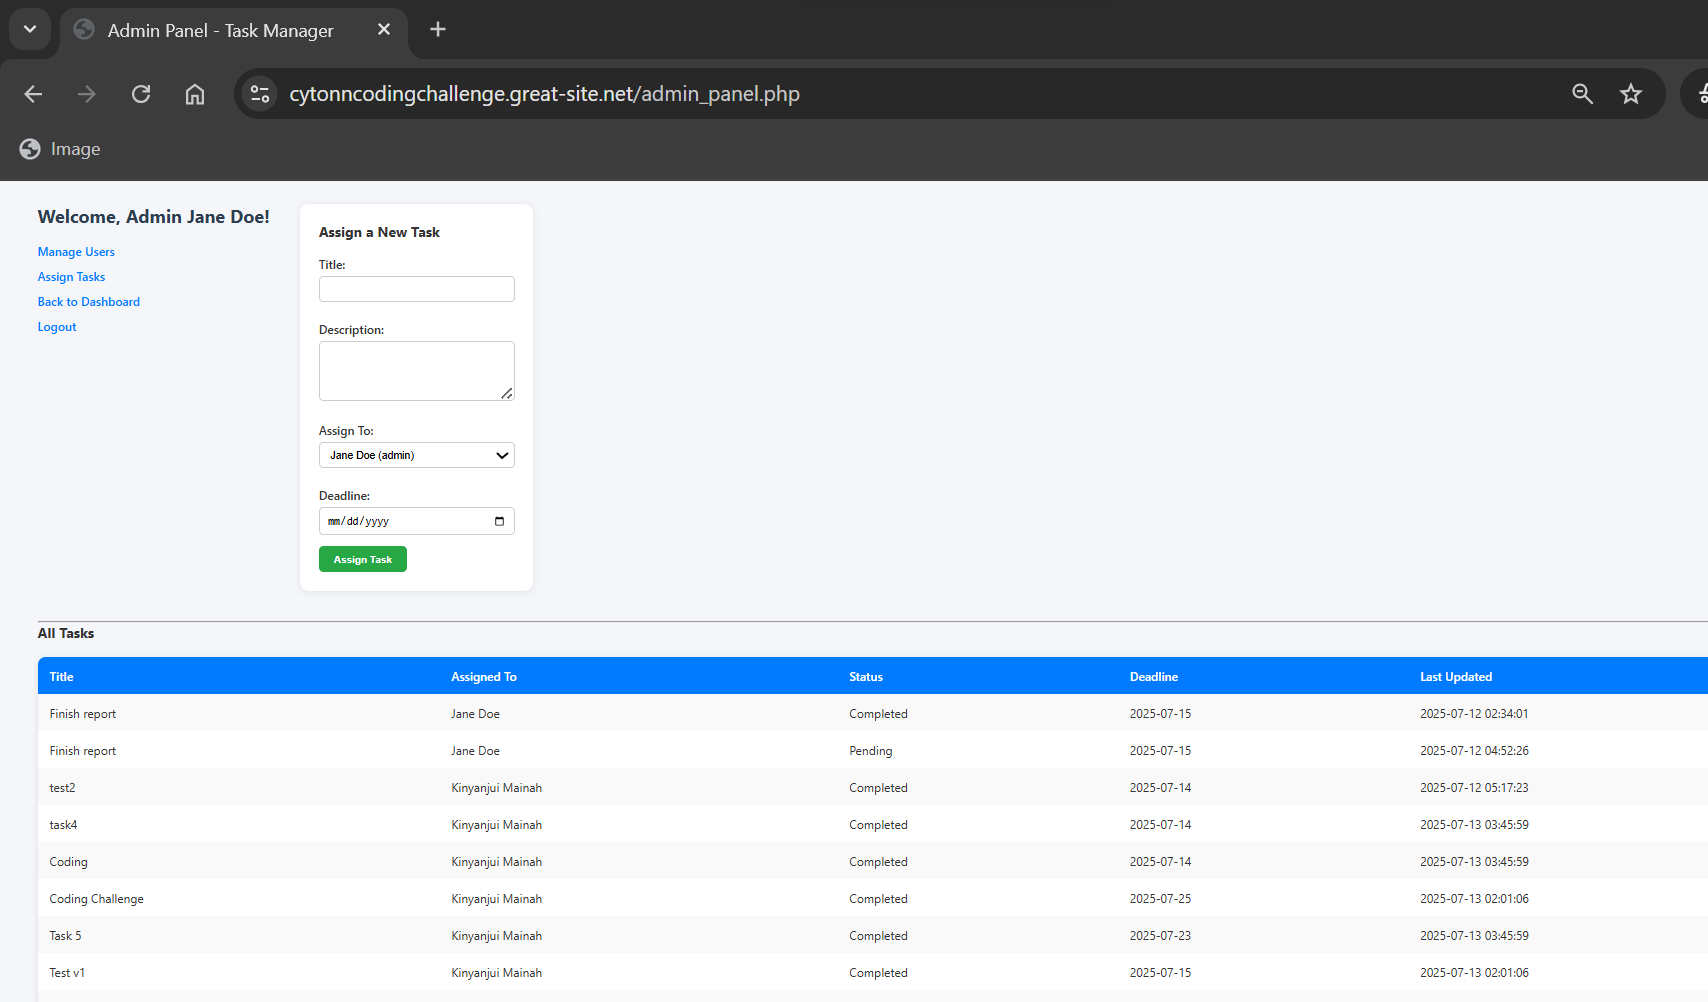 Admin Panel - Task Manager
cytonncodingchallenge.great-site.net/admin_panel.php
Image
Welcome, Admin Jane Doe!
Manage Users
Assign Tasks
Back to Dashboard
Logout
Assign a New Task
Title:
Description:
Assign To:
Jane Doe (admin)
Deadline:
mm/dd/yyyy
Assign Task
All Tasks
Title Assigned To Status Deadline Last Updated
Finish report Jane Doe Completed 2025-07-15 2025-07-12 02:34:01
Finish report Jane Doe Pending 2025-07-15 2025-07-12 04:52:26
test2 Kinyanjui Mainah Completed 2025-07-14 2025-07-12 05:17:23
task4 Kinyanjui Mainah Completed 2025-07-14 2025-07-13 03:45:59
Coding Kinyanjui Mainah Completed 2025-07-14 2025-07-13 03:45:59
Coding Challenge Kinyanjui Mainah Completed 2025-07-25 2025-07-13 02:01:06
Task 5 Kinyanjui Mainah Completed 2025-07-23 2025-07-13 03:45:59
Test v1 Kinyanjui Mainah Completed 2025-07-15 2025-07-13 02:01:06